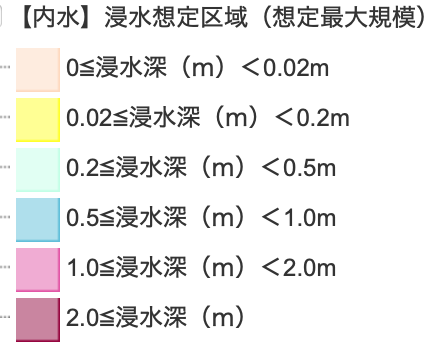 【内水】浸水想定区域（想定最大規模）
0≦浸水深（m）＜0.02m
0.02≦浸水深（m）＜0.2m
0.2≦浸水深（m）＜0.5m
0.5≦浸水深（m）＜1.0m
1.0≦浸水深（m）＜2.0m
2.0≦浸水深（m）